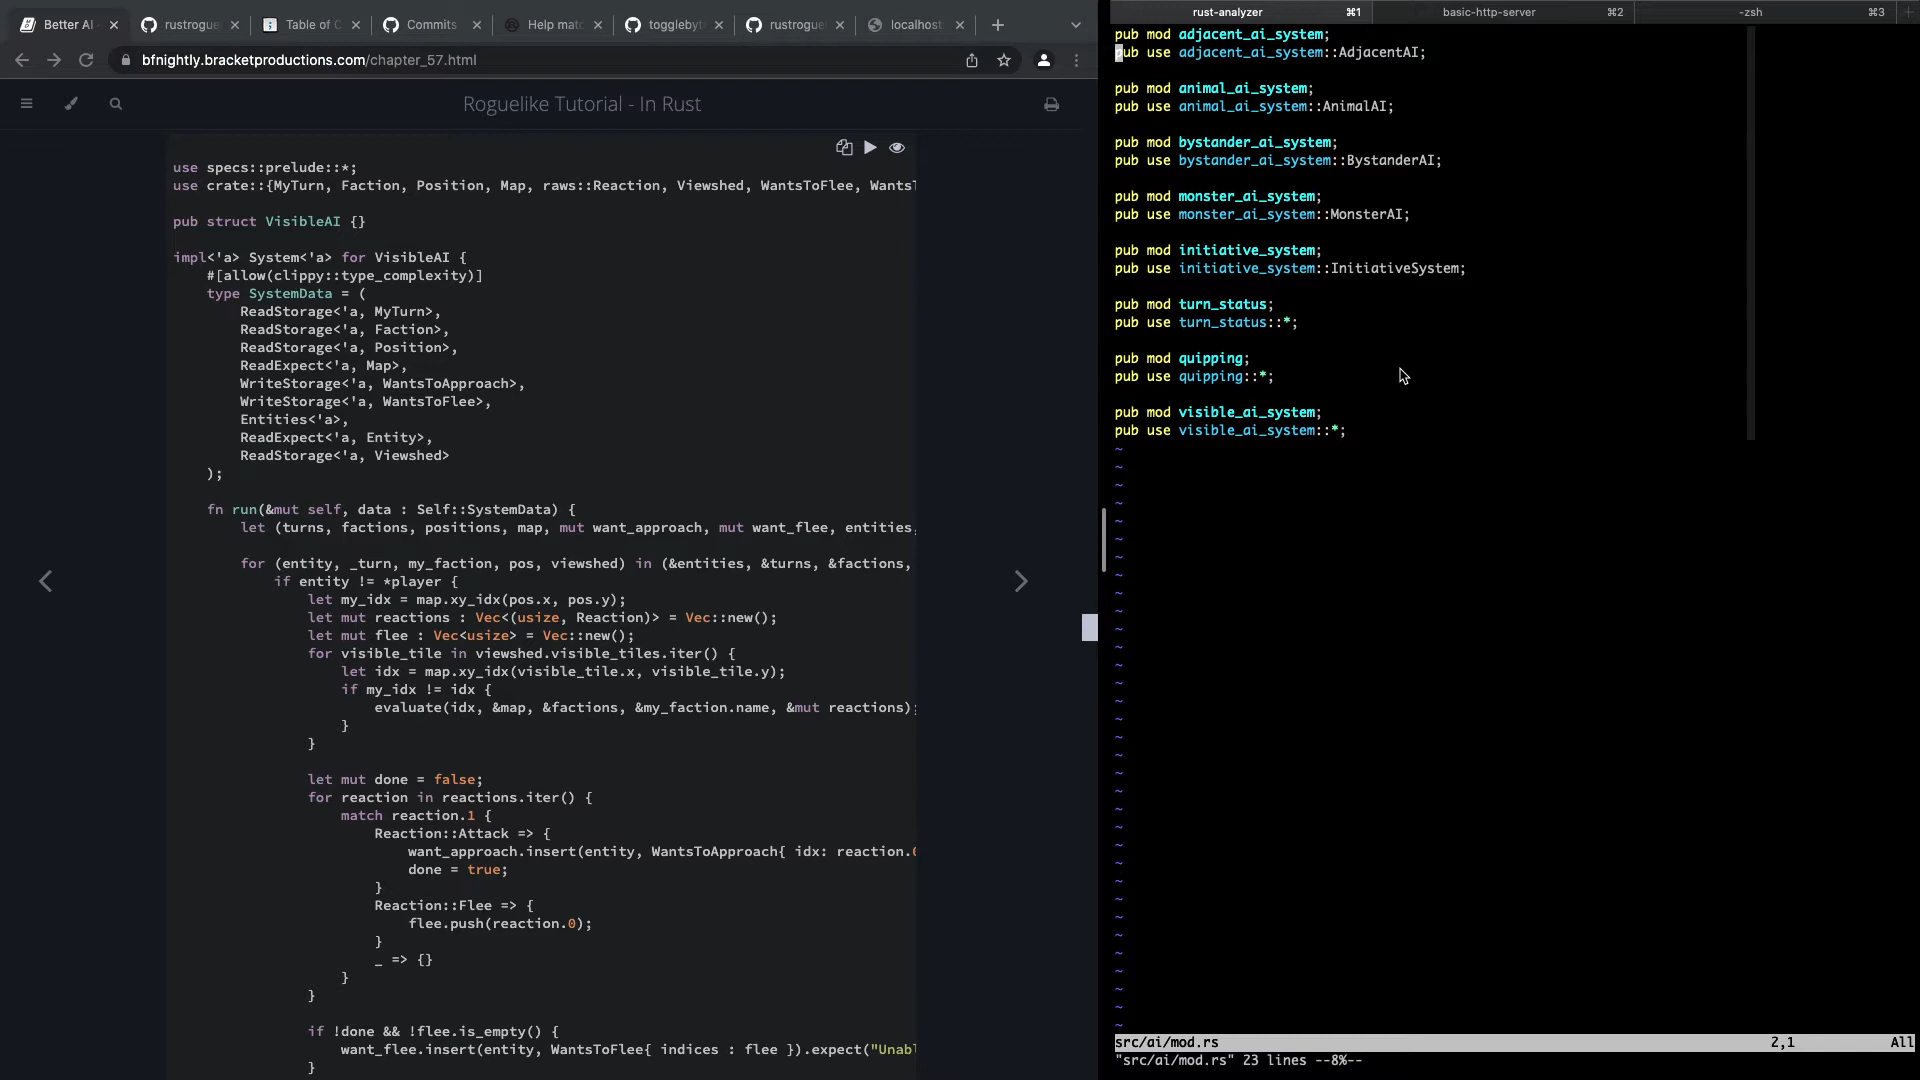 Better AI
rustrogue
Table of C
Commits
Help matc
togglebyt
rustrogue
localhost
bfnightly.bracketproductions.com/chapter_57.html
Roguelike Tutorial - In Rust
use specs::prelude::*;
use crate::{MyTurn, Faction, Position, Map, raws::Reaction, Viewshed, WantsToFlee, WantsT
pub struct VisibleAI {}
impl<'a> System<'a> for VisibleAI {
#[allow(clippy::type_complexity)]
type SystemData = (
ReadStorage<'a, MyTurn>,
ReadStorage<'a, Faction>,
ReadStorage<'a, Position>,
ReadExpect<'a, Map>,
WriteStorage<'a, WantsToApproach>,
WriteStorage<'a, WantsToFlee>,
Entities<'a>,
ReadExpect<'a, Entity>,
ReadStorage<'a, Viewshed>
);
fn run(&mut self, data : Self::SystemData) {
let (turns, factions, positions, map, mut want_approach, mut want_flee, entities,
for (entity, _turn, my_faction, pos, viewshed) in (&entities, &turns, &factions,
if entity != *player {
let my_idx = map.xy_idx(pos.x, pos.y);
let mut reactions : Vec<(usize, Reaction)> = Vec::new();
let mut flee : Vec<usize> = Vec::new();
for visible_tile in viewshed.visible_tiles.iter() {
let idx = map.xy_idx(visible_tile.x, visible_tile.y);
if my_idx != idx {
evaluate(idx, &map, &factions, &my_faction.name, &mut reactions);
}
}
let mut done = false;
for reaction in reactions.iter() {
match reaction.1 {
Reaction::Attack => {
want_approach.insert(entity, WantsToApproach{ idx: reaction.0
done = true;
}
Reaction::Flee => {
flee.push(reaction.0);
}
_ => {}
}
}
if !done && !flee.is_empty() {
want_flee.insert(entity, WantsToFlee{ indices : flee }).expect("Unabl
}
rust-analyzer ⌘1
basic-http-server ⌘2
-zsh ⌘3
pub mod adjacent_ai_system;
pub use adjacent_ai_system::AdjacentAI;
pub mod animal_ai_system;
pub use animal_ai_system::AnimalAI;
pub mod bystander_ai_system;
pub use bystander_ai_system::BystanderAI;
pub mod monster_ai_system;
pub use monster_ai_system::MonsterAI;
pub mod initiative_system;
pub use initiative_system::InitiativeSystem;
pub mod turn_status;
pub use turn_status::*;
pub mod quipping;
pub use quipping::*;
pub mod visible_ai_system;
pub use visible_ai_system::*;
src/ai/mod.rs 2,1 All
"src/ai/mod.rs" 23 lines --8%--